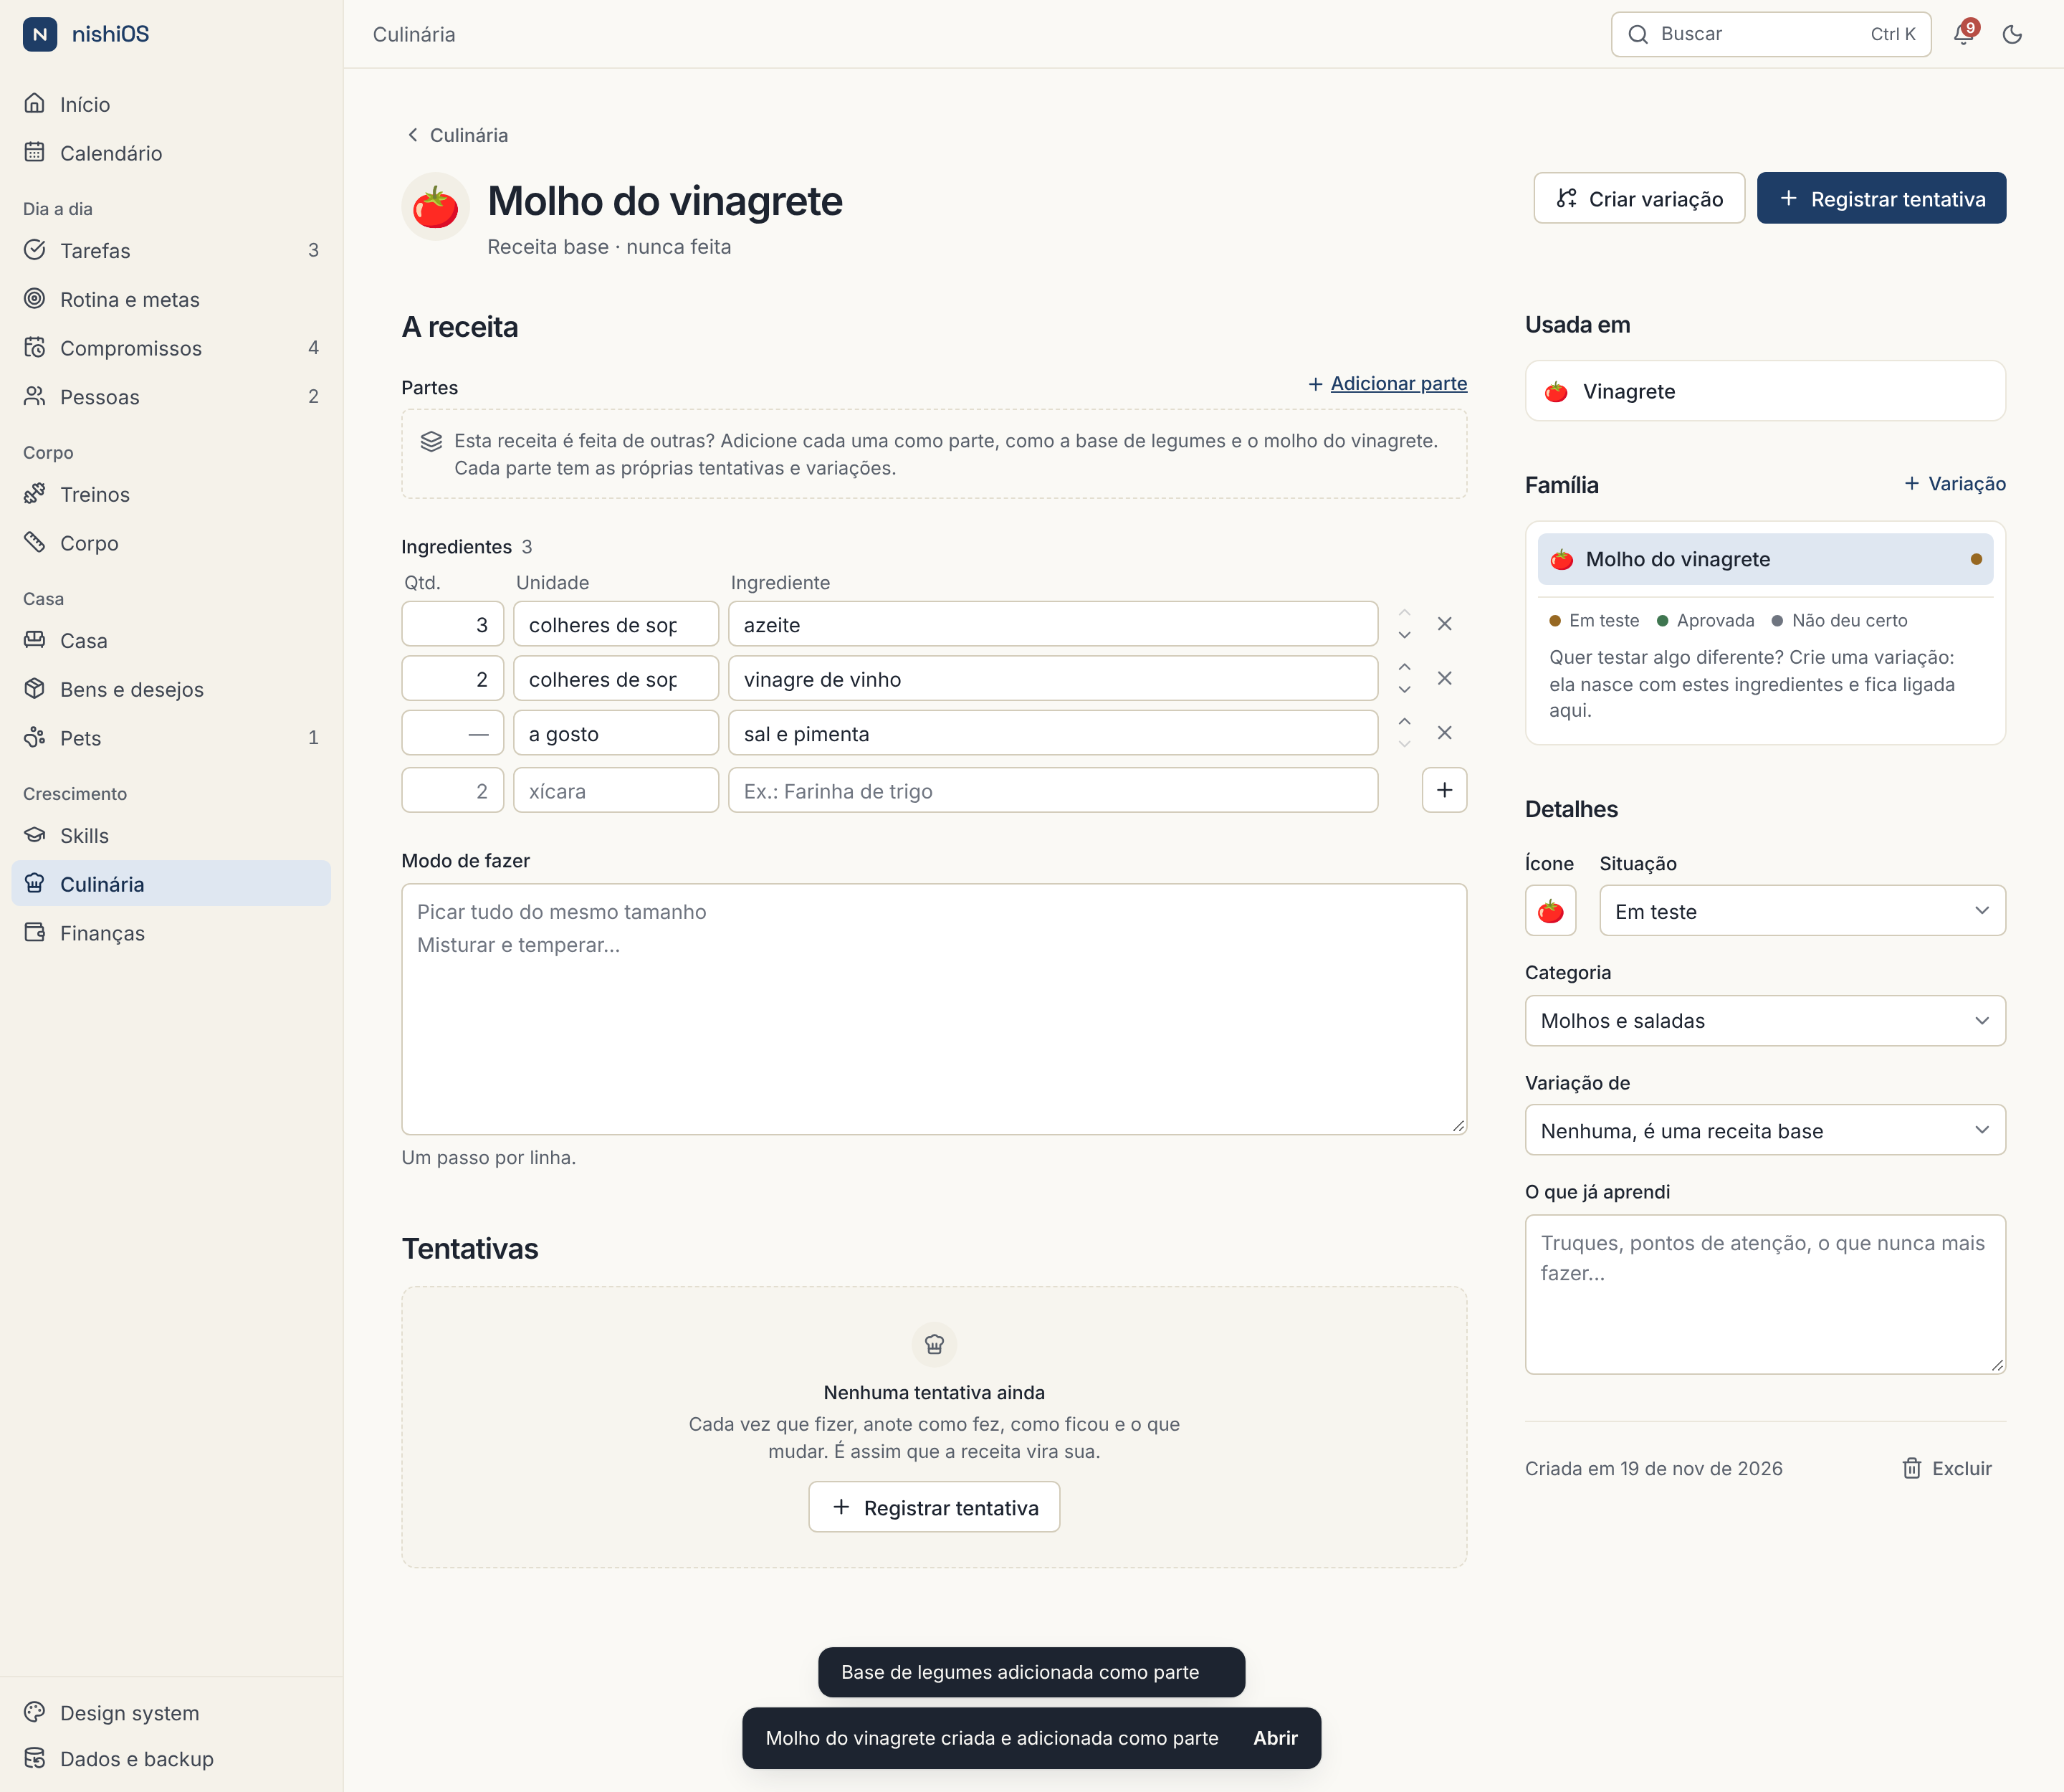 N nishiOS
Início
Calendário
Dia a dia
Tarefas 3
Rotina e metas
Compromissos 4
Pessoas 2
Corpo
Treinos
Corpo
Casa
Casa
Bens e desejos
Pets 1
Crescimento
Skills
Culinária
Finanças
Design system
Dados e backup
Culinária
Buscar Ctrl K
9
Culinária
Molho do vinagrete
Receita base · nunca feita
Criar variação
Registrar tentativa
A receita
Partes
Adicionar parte
Esta receita é feita de outras? Adicione cada uma como parte, como a base de legumes e o molho do vinagrete.
Cada parte tem as próprias tentativas e variações.
Ingredientes 3
Qtd. Unidade Ingrediente
3 colheres de sop azeite
2 colheres de sop vinagre de vinho
— a gosto sal e pimenta
2 xícara Ex.: Farinha de trigo
Modo de fazer
Picar tudo do mesmo tamanho
Misturar e temperar...
Um passo por linha.
Tentativas
Nenhuma tentativa ainda
Cada vez que fizer, anote como fez, como ficou e o que
mudar. É assim que a receita vira sua.
Registrar tentativa
Usada em
Vinagrete
Família
Variação
Molho do vinagrete
Em teste Aprovada Não deu certo
Quer testar algo diferente? Crie uma variação:
ela nasce com estes ingredientes e fica ligada
aqui.
Detalhes
Ícone Situação
Em teste
Categoria
Molhos e saladas
Variação de
Nenhuma, é uma receita base
O que já aprendi
Truques, pontos de atenção, o que nunca mais
fazer...
Criada em 19 de nov de 2026
Excluir
Base de legumes adicionada como parte
Molho do vinagrete criada e adicionada como parte Abrir